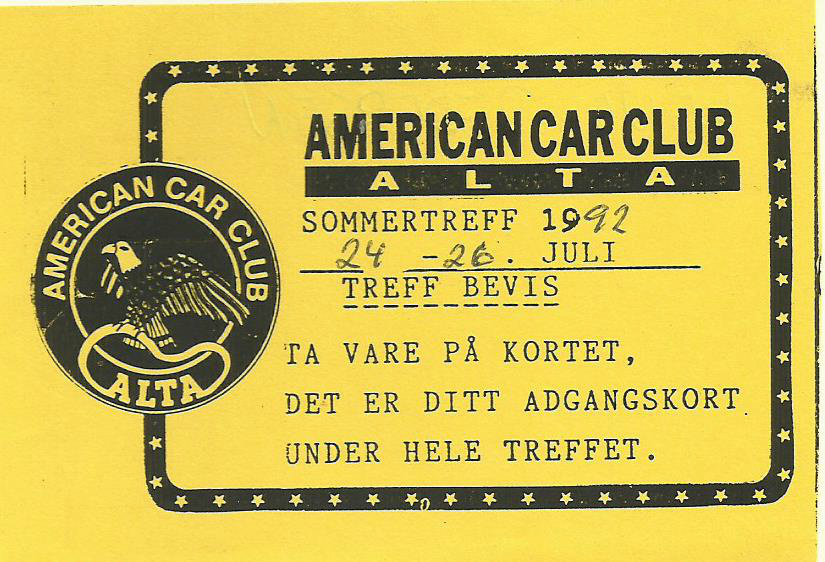 AMERICAN CAR CLUB
ALTA
SOMMERTREFF 1992
24 - 26. JULI
TREFF BEVIS
TA VARE PÅ KORTET,
DET ER DITT ADGANGSKORT
UNDER HELE TREFFET.
AMERICAN CAR CLUB
ALTA